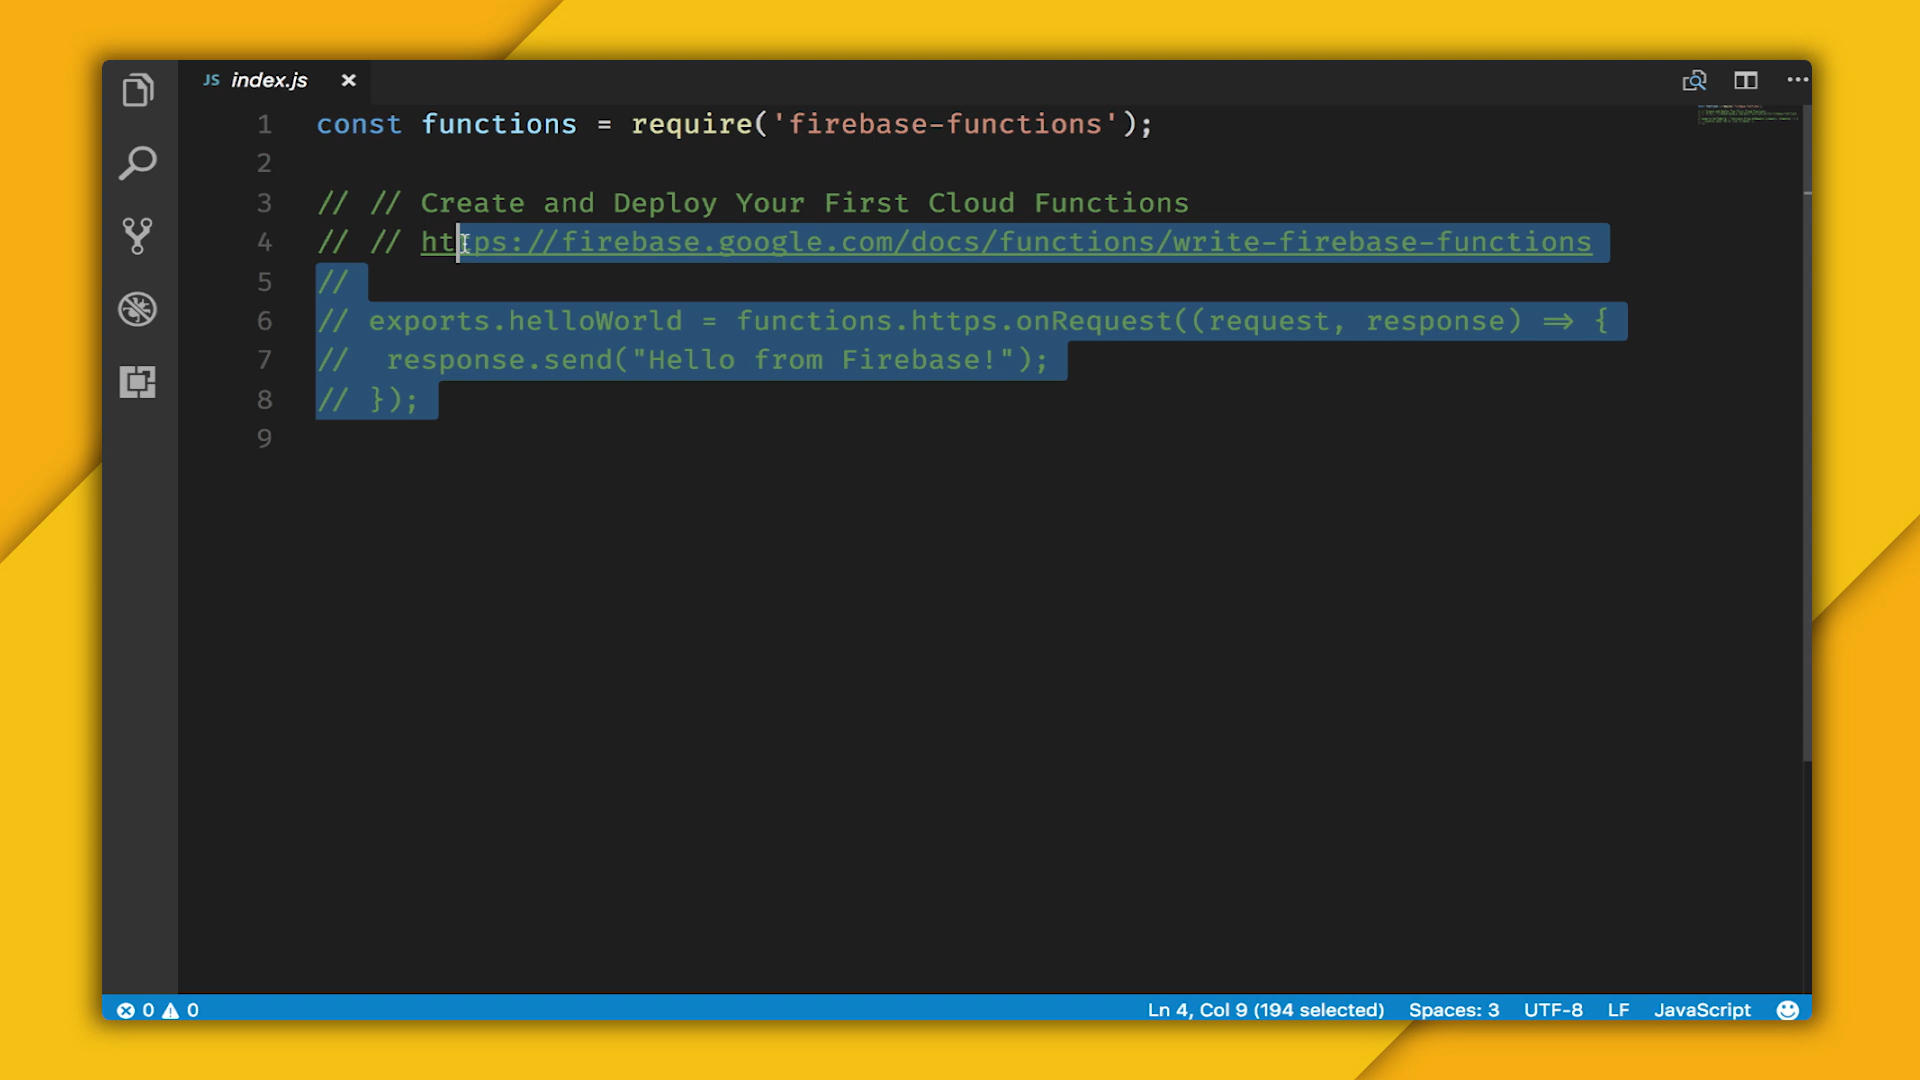 JS index.js
1 const functions = require('firebase-functions');
2
3 // // Create and Deploy Your First Cloud Functions
4 // // https://firebase.google.com/docs/functions/write-firebase-functions
5 //
6 // exports.helloWorld = functions.https.onRequest((request, response) => {
7 //  response.send("Hello from Firebase!");
8 // });
9
0 0 Ln 4, Col 9 (194 selected) Spaces: 3 UTF-8 LF JavaScript